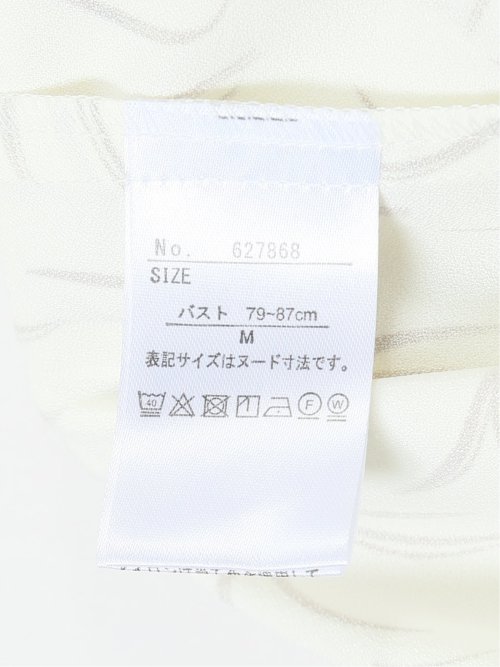 No. 627868
SIZE
バスト 79~87cm
M
表記サイズはヌード寸法です。
40 F W